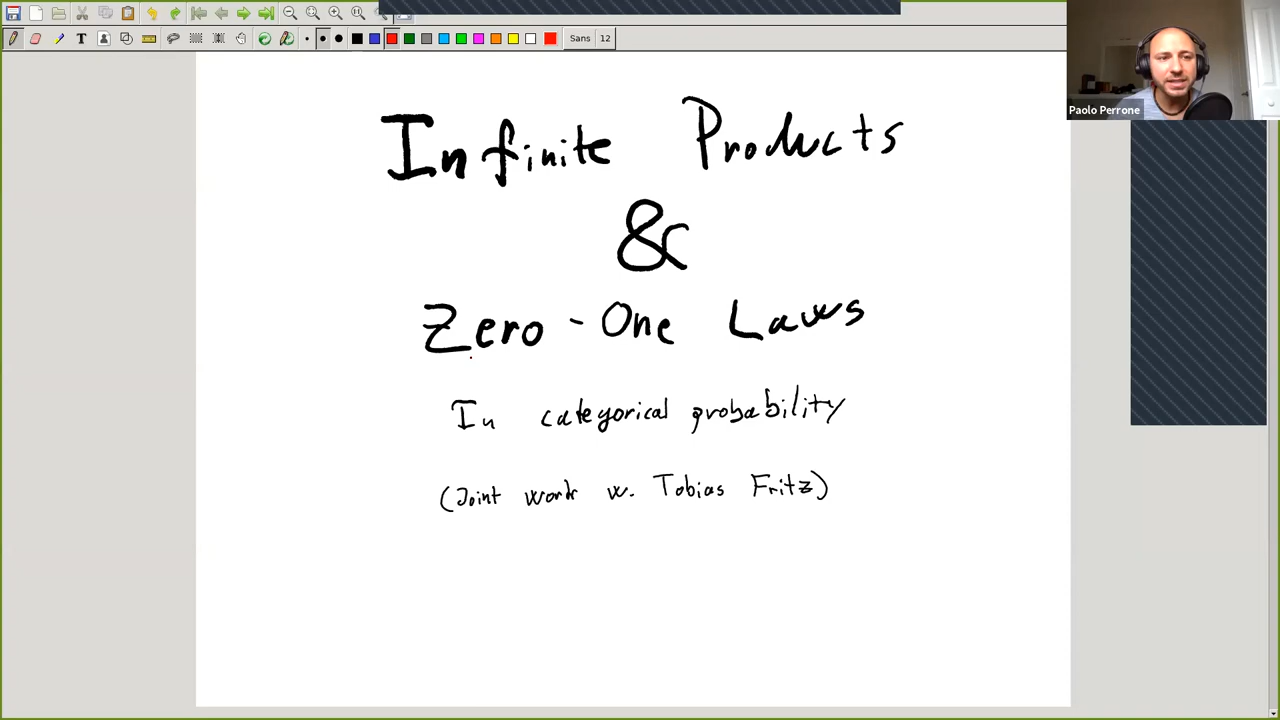 Sans 12
Paolo Perrone
Infinite Products
&
Zero-One Laws
In categorical probability
(Joint work w. Tobias Fritz)